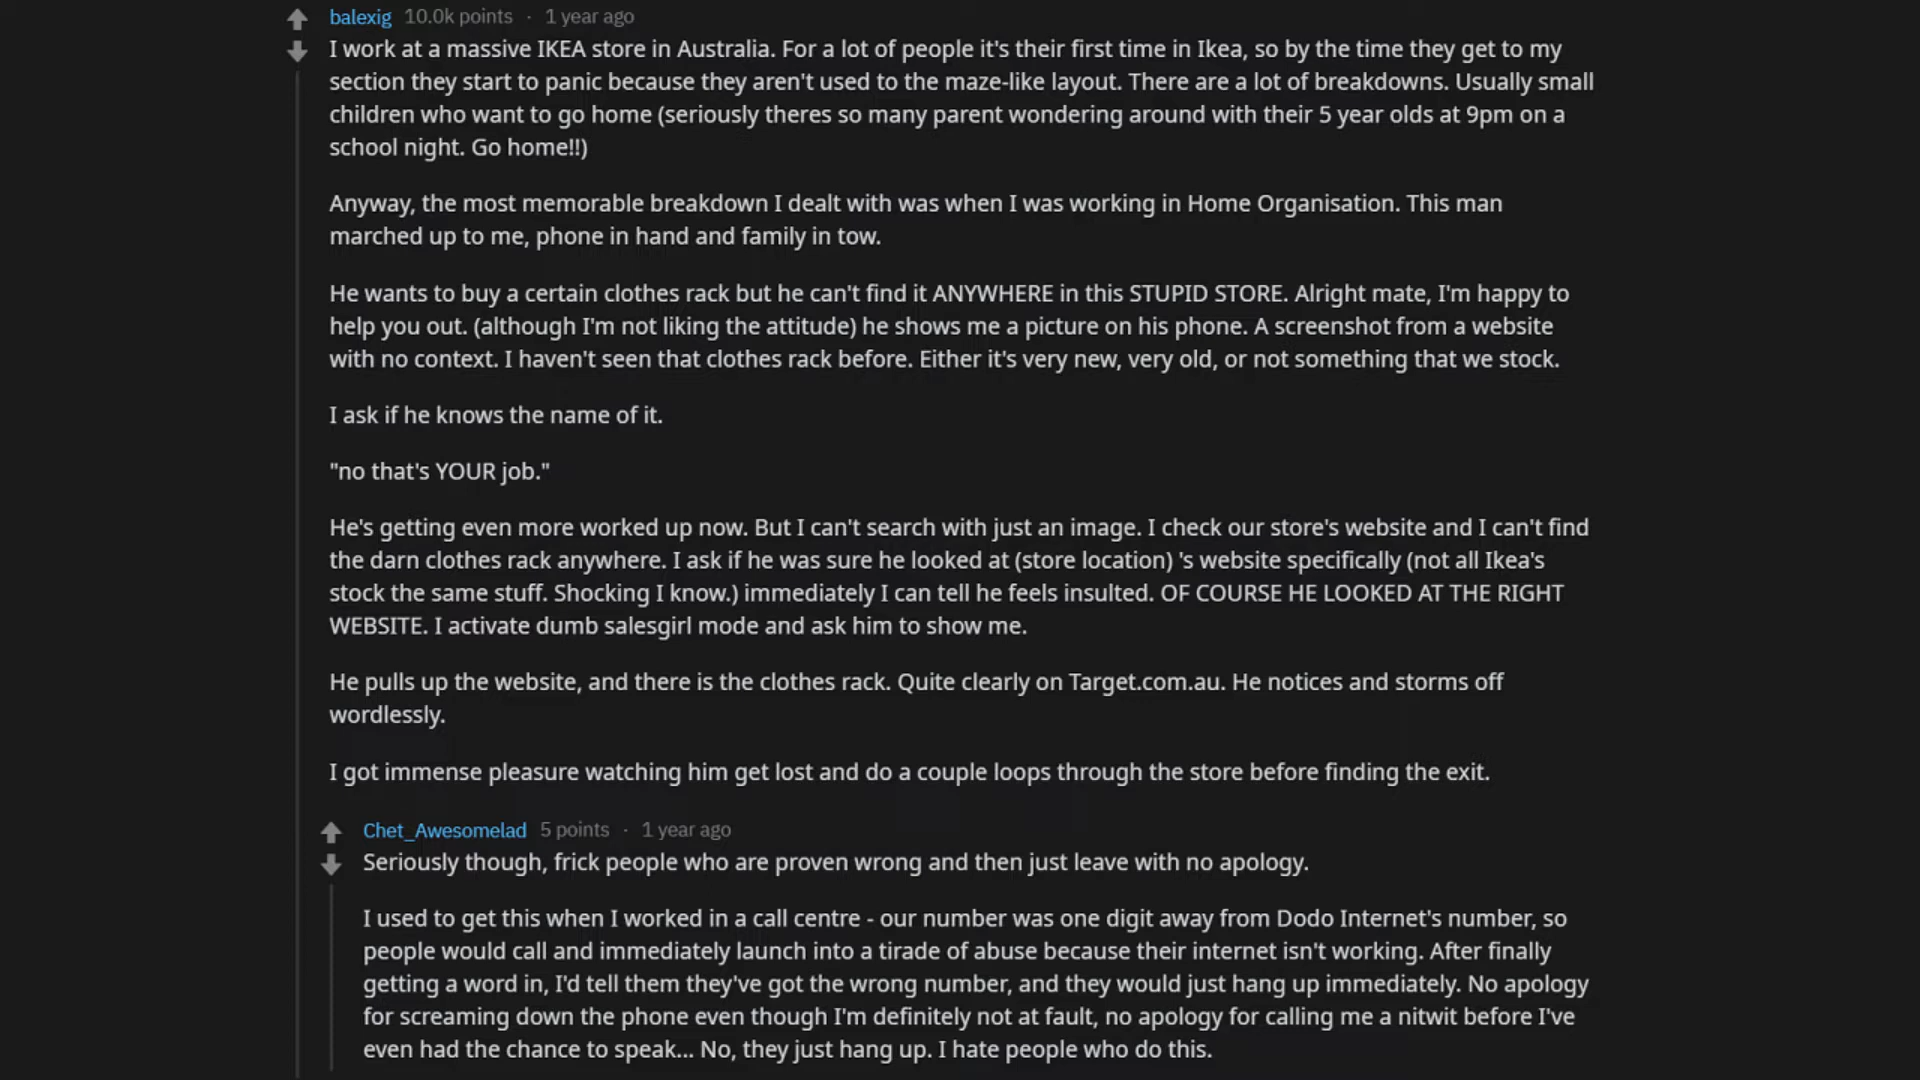 balexig 10.0k points · 1 year ago
I work at a massive IKEA store in Australia. For a lot of people it's their first time in Ikea, so by the time they get to my
section they start to panic because they aren't used to the maze-like layout. There are a lot of breakdowns. Usually small
children who want to go home (seriously theres so many parent wondering around with their 5 year olds at 9pm on a
school night. Go home!!)
Anyway, the most memorable breakdown I dealt with was when I was working in Home Organisation. This man
marched up to me, phone in hand and family in tow.
He wants to buy a certain clothes rack but he can't find it ANYWHERE in this STUPID STORE. Alright mate, I'm happy to
help you out. (although I'm not liking the attitude) he shows me a picture on his phone. A screenshot from a website
with no context. I haven't seen that clothes rack before. Either it's very new, very old, or not something that we stock.
I ask if he knows the name of it.
"no that's YOUR job."
He's getting even more worked up now. But I can't search with just an image. I check our store's website and I can't find
the darn clothes rack anywhere. I ask if he was sure he looked at (store location) 's website specifically (not all Ikea's
stock the same stuff. Shocking I know.) immediately I can tell he feels insulted. OF COURSE HE LOOKED AT THE RIGHT
WEBSITE. I activate dumb salesgirl mode and ask him to show me.
He pulls up the website, and there is the clothes rack. Quite clearly on Target.com.au. He notices and storms off
wordlessly.
I got immense pleasure watching him get lost and do a couple loops through the store before finding the exit.
Chet_Awesomelad 5 points · 1 year ago
Seriously though, frick people who are proven wrong and then just leave with no apology.
I used to get this when I worked in a call centre - our number was one digit away from Dodo Internet's number, so
people would call and immediately launch into a tirade of abuse because their internet isn't working. After finally
getting a word in, I'd tell them they've got the wrong number, and they would just hang up immediately. No apology
for screaming down the phone even though I'm definitely not at fault, no apology for calling me a nitwit before I've
even had the chance to speak... No, they just hang up. I hate people who do this.